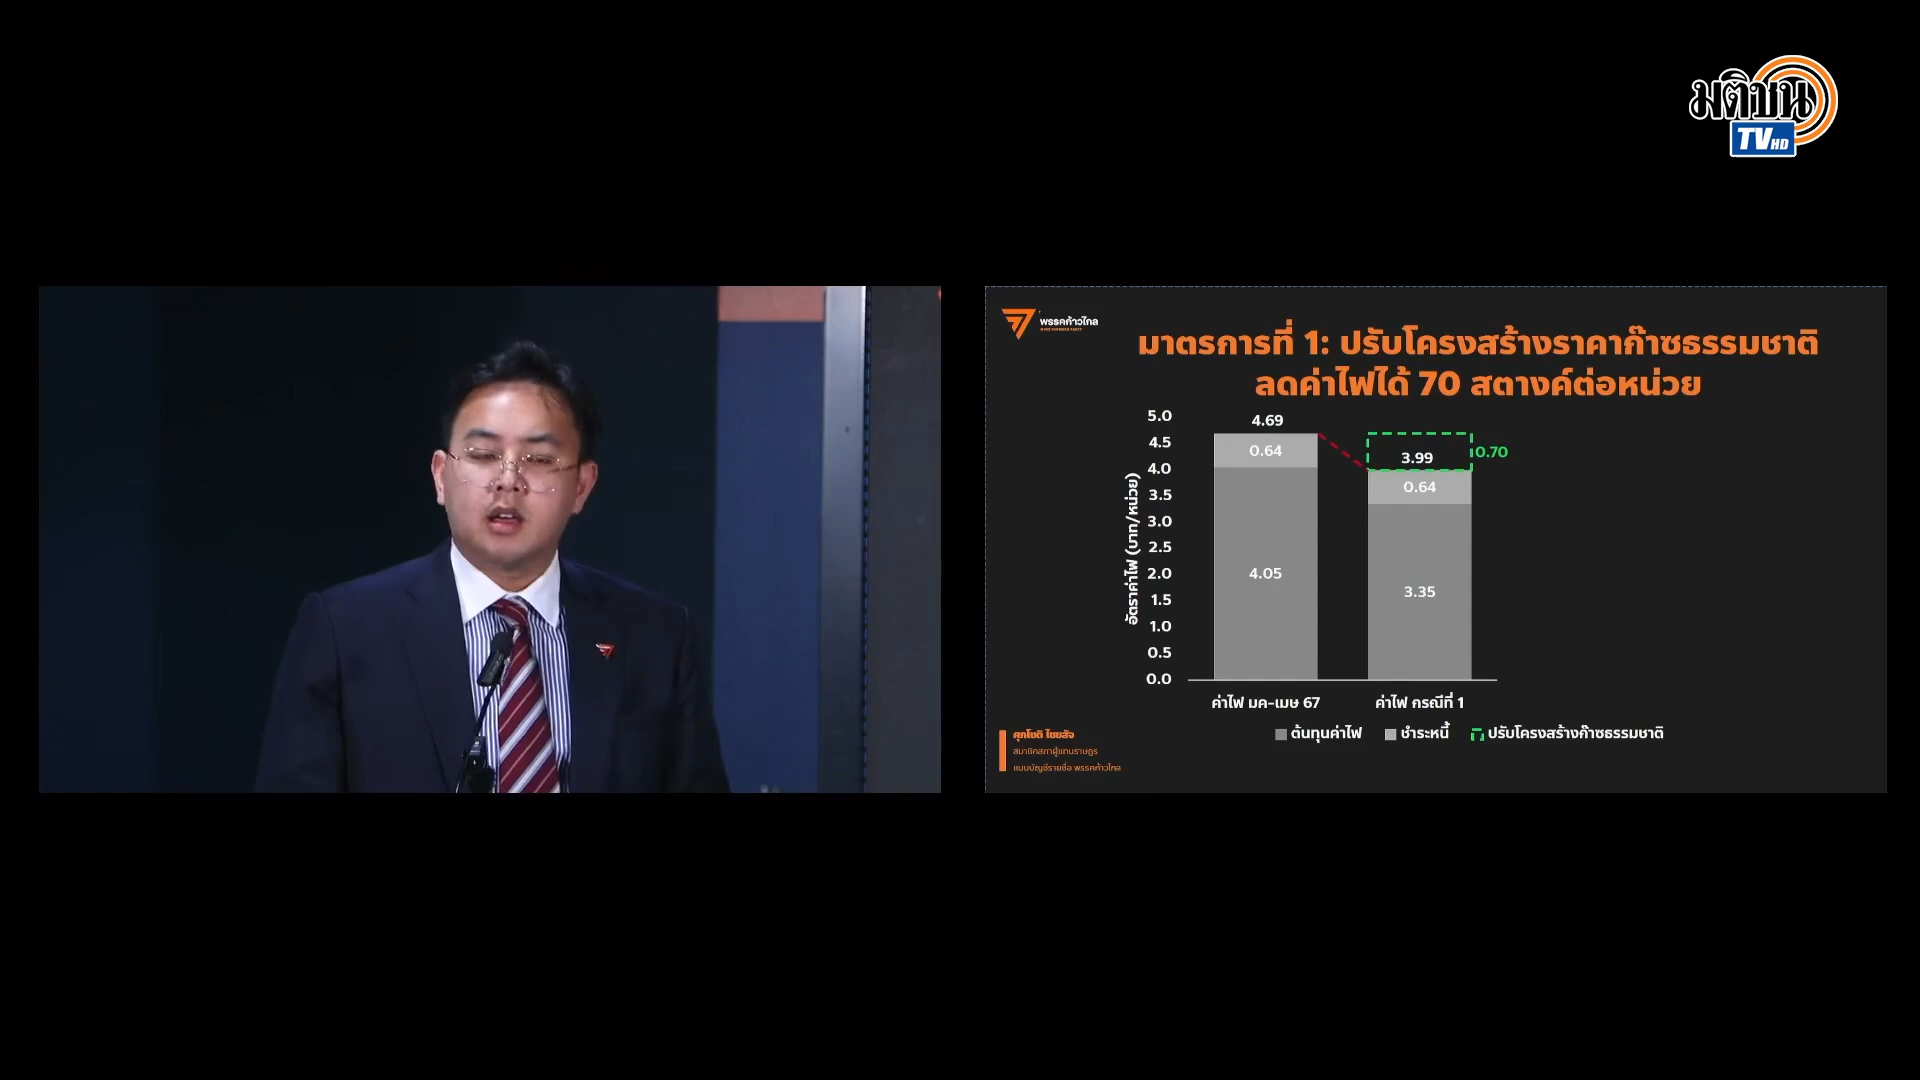 มติชน
TV HD
พรรคก้าวไกล
MOVE FORWARD PARTY
มาตรการที่ 1: ปรับโครงสร้างราคาก๊าซธรรมชาติ
ลดค่าไฟได้ 70 สตางค์ต่อหน่วย
อัตราค่าไฟ (บาท/หน่วย)
5.0
4.5
4.0
3.5
3.0
2.5
2.0
1.5
1.0
0.5
0.0
4.69
0.64
4.05
3.99
0.70
0.64
3.35
ค่าไฟ มค-เมษ 67
ค่าไฟ กรณีที่ 1
ต้นทุนค่าไฟ
ชำระหนี้
ปรับโครงสร้างก๊าซธรรมชาติ
ศุภโชติ ไชยสัจ
สมาชิกสภาผู้แทนราษฎร
แบบบัญชีรายชื่อ พรรคก้าวไกล